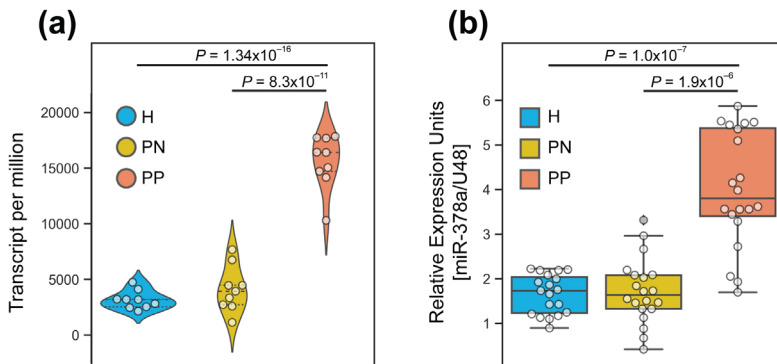 (a)
P = 1.34x10⁻¹⁶
P = 8.3x10⁻¹¹
Transcript per million
20000
15000
10000
5000
0
H
PN
PP
(b)
P = 1.0x10⁻⁷
P = 1.9x10⁻⁶
Relative Expression Units
[miR-378a/U48]
6
5
4
3
2
1
H
PN
PP